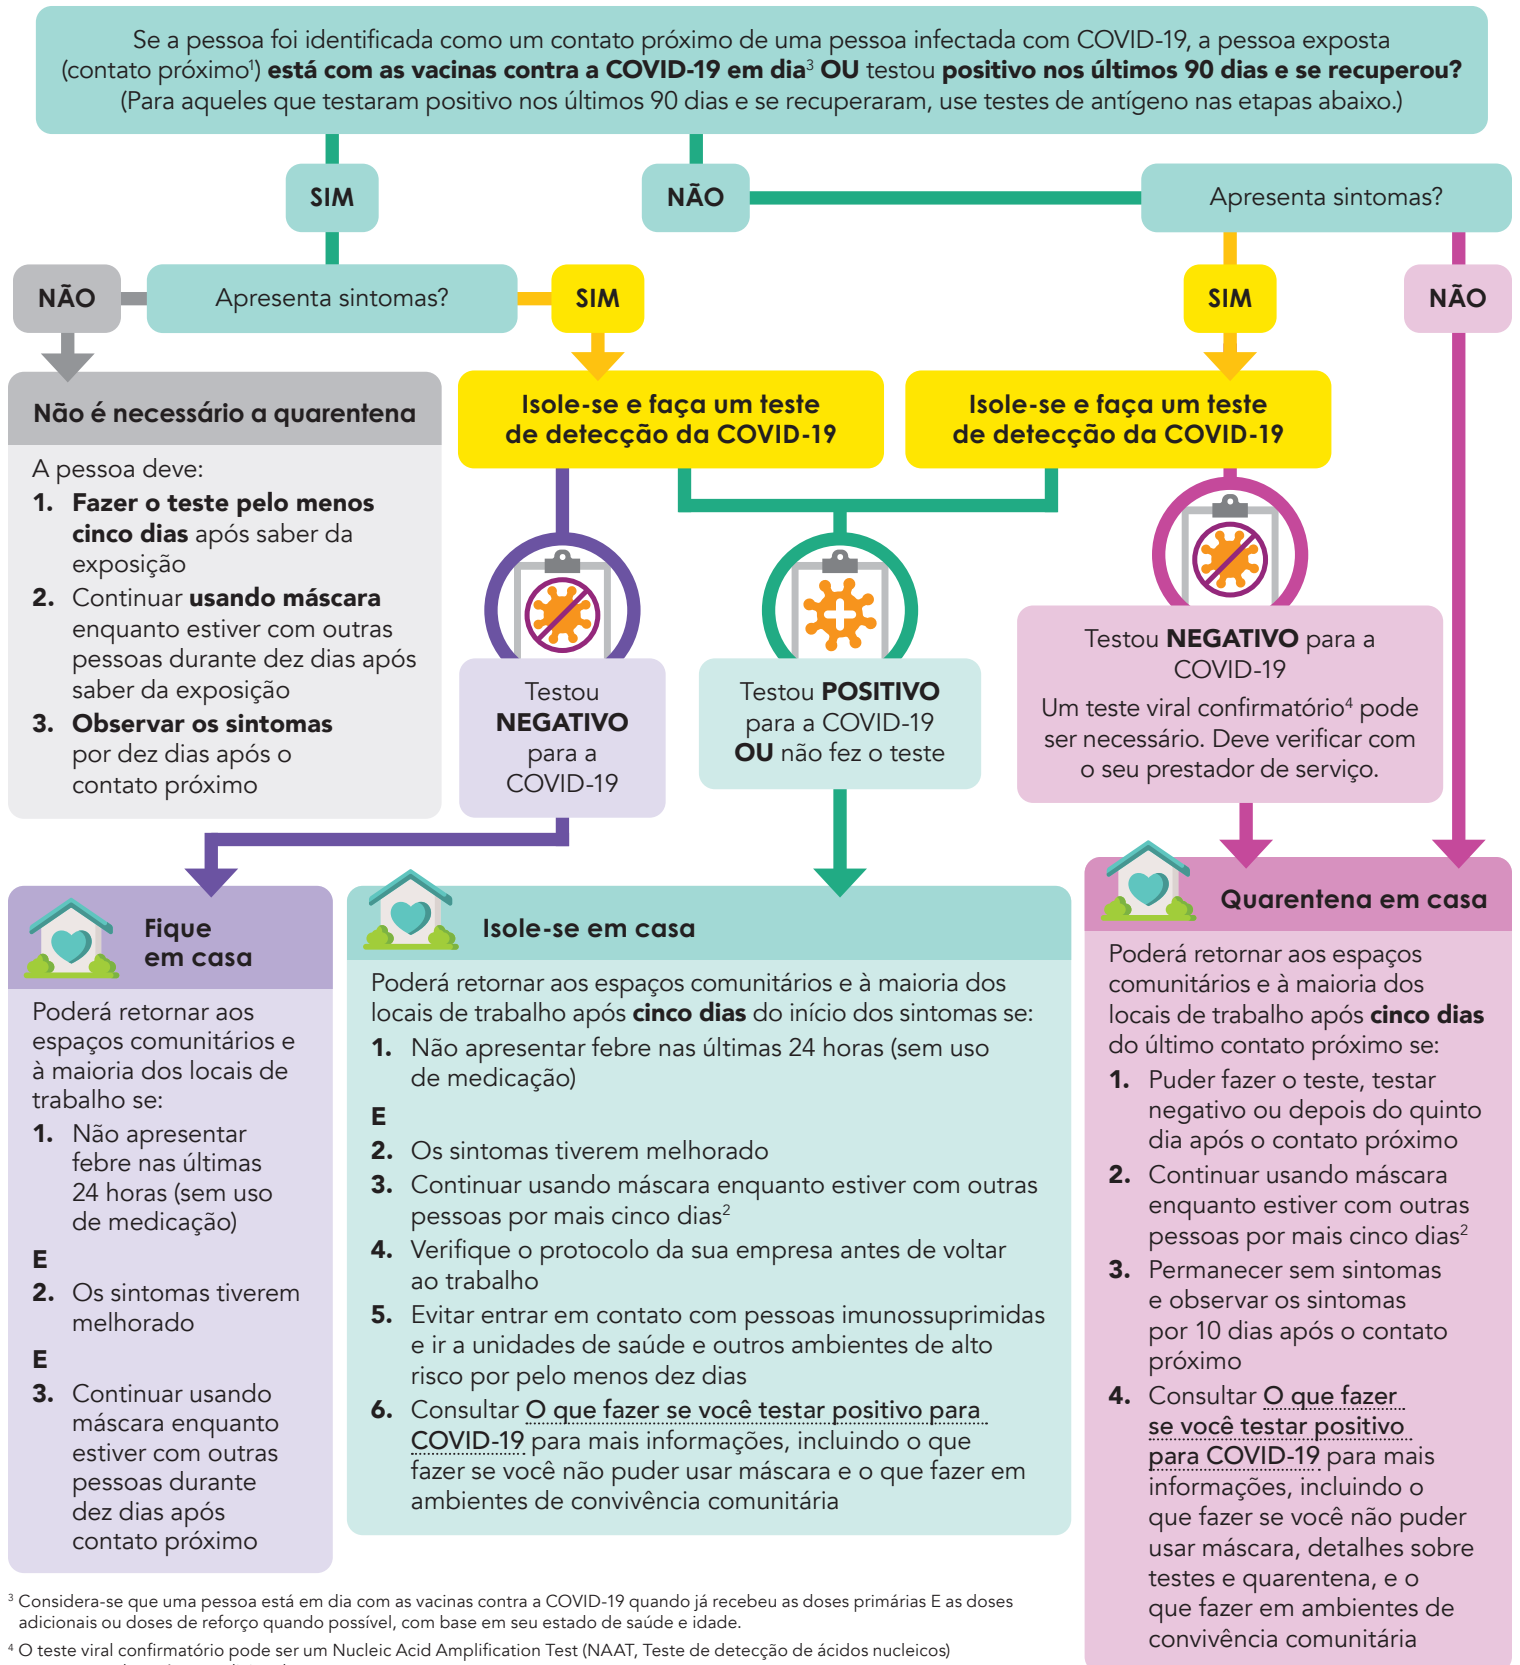 Se a pessoa foi identificada como um contato próximo de uma pessoa infectada com COVID-19, a pessoa exposta
(contato próximo¹) está com as vacinas contra a COVID-19 em dia³ OU testou positivo nos últimos 90 dias e se recuperou?
(Para aqueles que testaram positivo nos últimos 90 dias e se recuperaram, use testes de antígeno nas etapas abaixo.)
SIM
NÃO
Apresenta sintomas?
NÃO
Apresenta sintomas?
SIM
SIM
NÃO
Não é necessário a quarentena
A pessoa deve:
1. Fazer o teste pelo menos
cinco dias após saber da
exposição
2. Continuar usando máscara
enquanto estiver com outras
pessoas durante dez dias após
saber da exposição
3. Observar os sintomas
por dez dias após o
contato próximo
Isole-se e faça um teste
de detecção da COVID-19
Isole-se e faça um teste
de detecção da COVID-19
Testou
NEGATIVO
para a
COVID-19
Testou POSITIVO
para a COVID-19
OU não fez o teste
Testou NEGATIVO para a
COVID-19
Um teste viral confirmatório⁴ pode
ser necessário. Deve verificar com
o seu prestador de serviço.
Fique
em casa
Poderá retornar aos
espaços comunitários e
à maioria dos locais de
trabalho se:
1. Não apresentar
febre nas últimas
24 horas (sem uso
de medicação)
E
2. Os sintomas tiverem
melhorado
E
3. Continuar usando
máscara enquanto
estiver com outras
pessoas durante
dez dias após
contato próximo
Isole-se em casa
Poderá retornar aos espaços comunitários e à maioria dos
locais de trabalho após cinco dias do início dos sintomas se:
1. Não apresentar febre nas últimas 24 horas (sem uso
de medicação)
E
2. Os sintomas tiverem melhorado
3. Continuar usando máscara enquanto estiver com outras
pessoas por mais cinco dias²
4. Verifique o protocolo da sua empresa antes de voltar
ao trabalho
5. Evitar entrar em contato com pessoas imunossuprimidas
e ir a unidades de saúde e outros ambientes de alto
risco por pelo menos dez dias
6. Consultar O que fazer se você testar positivo para
COVID-19 para mais informações, incluindo o que
fazer se você não puder usar máscara e o que fazer em
ambientes de convivência comunitária
Quarentena em casa
Poderá retornar aos espaços
comunitários e à maioria dos
locais de trabalho após cinco dias
do último contato próximo se:
1. Puder fazer o teste, testar
negativo ou depois do quinto
dia após o contato próximo
2. Continuar usando máscara
enquanto estiver com outras
pessoas por mais cinco dias²
3. Permanecer sem sintomas
e observar os sintomas
por 10 dias após o contato
próximo
4. Consultar O que fazer
se você testar positivo
para COVID-19 para mais
informações, incluindo o
que fazer se você não puder
usar máscara, detalhes sobre
testes e quarentena, e o
que fazer em ambientes de
convivência comunitária
³ Considera-se que uma pessoa está em dia com as vacinas contra a COVID-19 quando já recebeu as doses primárias E as doses
adicionais ou doses de reforço quando possível, com base em seu estado de saúde e idade.
⁴ O teste viral confirmatório pode ser um Nucleic Acid Amplification Test (NAAT, Teste de detecção de ácidos nucleicos)